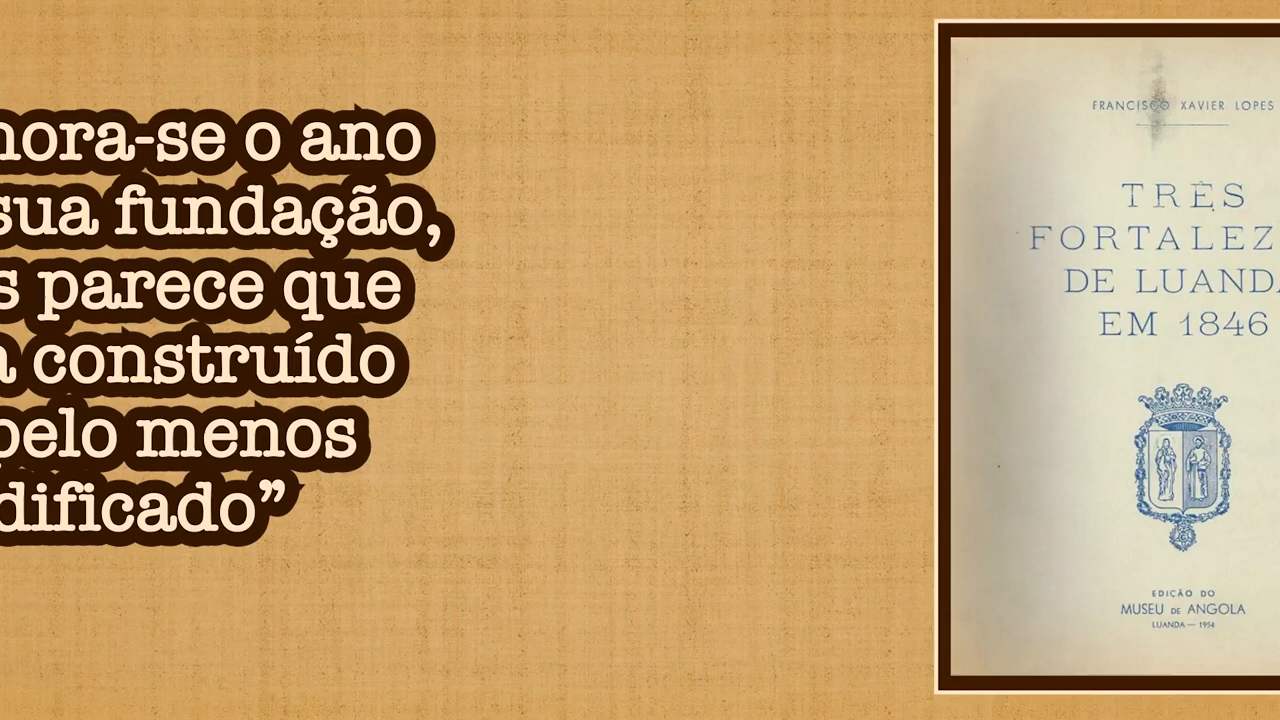 nora-se o ano
sua fundação,
s parece que
a construído
pelo menos
dificado”
FRANCISCO XAVIER LOPES
TRÊS
FORTALEZ
DE LUANDA
EM 1846
EDIÇÃO DO
MUSEU DE ANGOLA
LUANDA — 1954